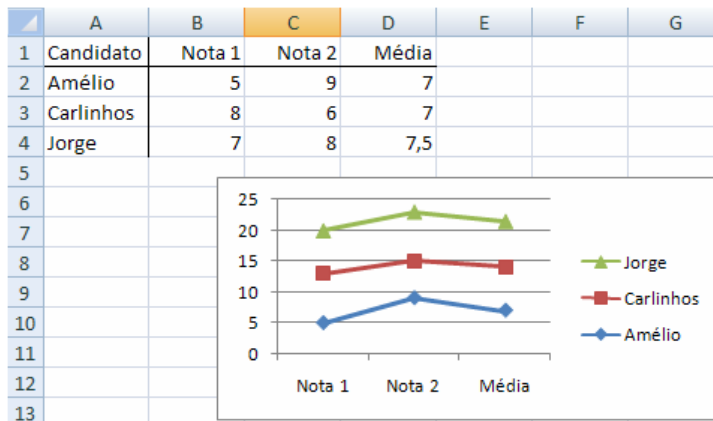 A B C D E F G
1 Candidato Nota 1 Nota 2 Média
2 Amélio 5 9 7
3 Carlinhos 8 6 7
4 Jorge 7 8 7,5
5
6
7
8
9
10
11
12
13
25
20
15
10
5
0
Nota 1 Nota 2 Média
Jorge
Carlinhos
Amélio